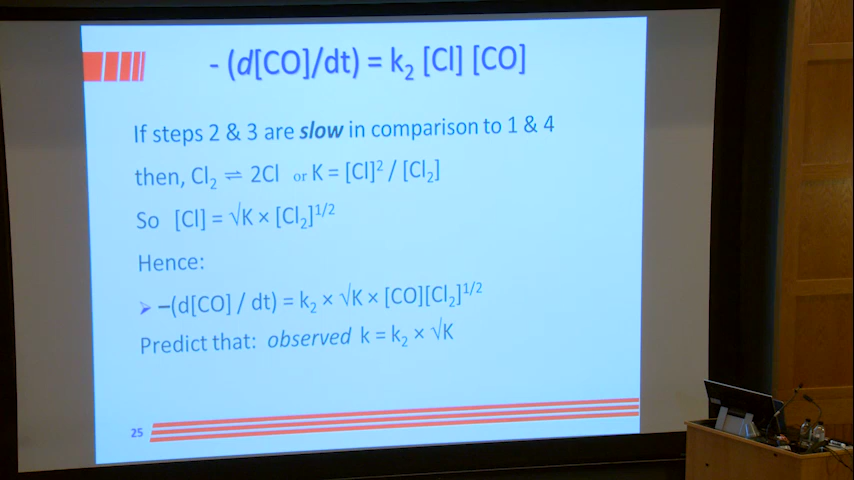 - (d[CO]/dt) = k₂ [Cl] [CO]
If steps 2 & 3 are slow in comparison to 1 & 4
then, Cl₂ ⇌ 2Cl or K = [Cl]² / [Cl₂]
So [Cl] = √K × [Cl₂]¹/²
Hence:
➢ –(d[CO] / dt) = k₂ × √K × [CO][Cl₂]¹/²
Predict that: observed k = k₂ × √K
25